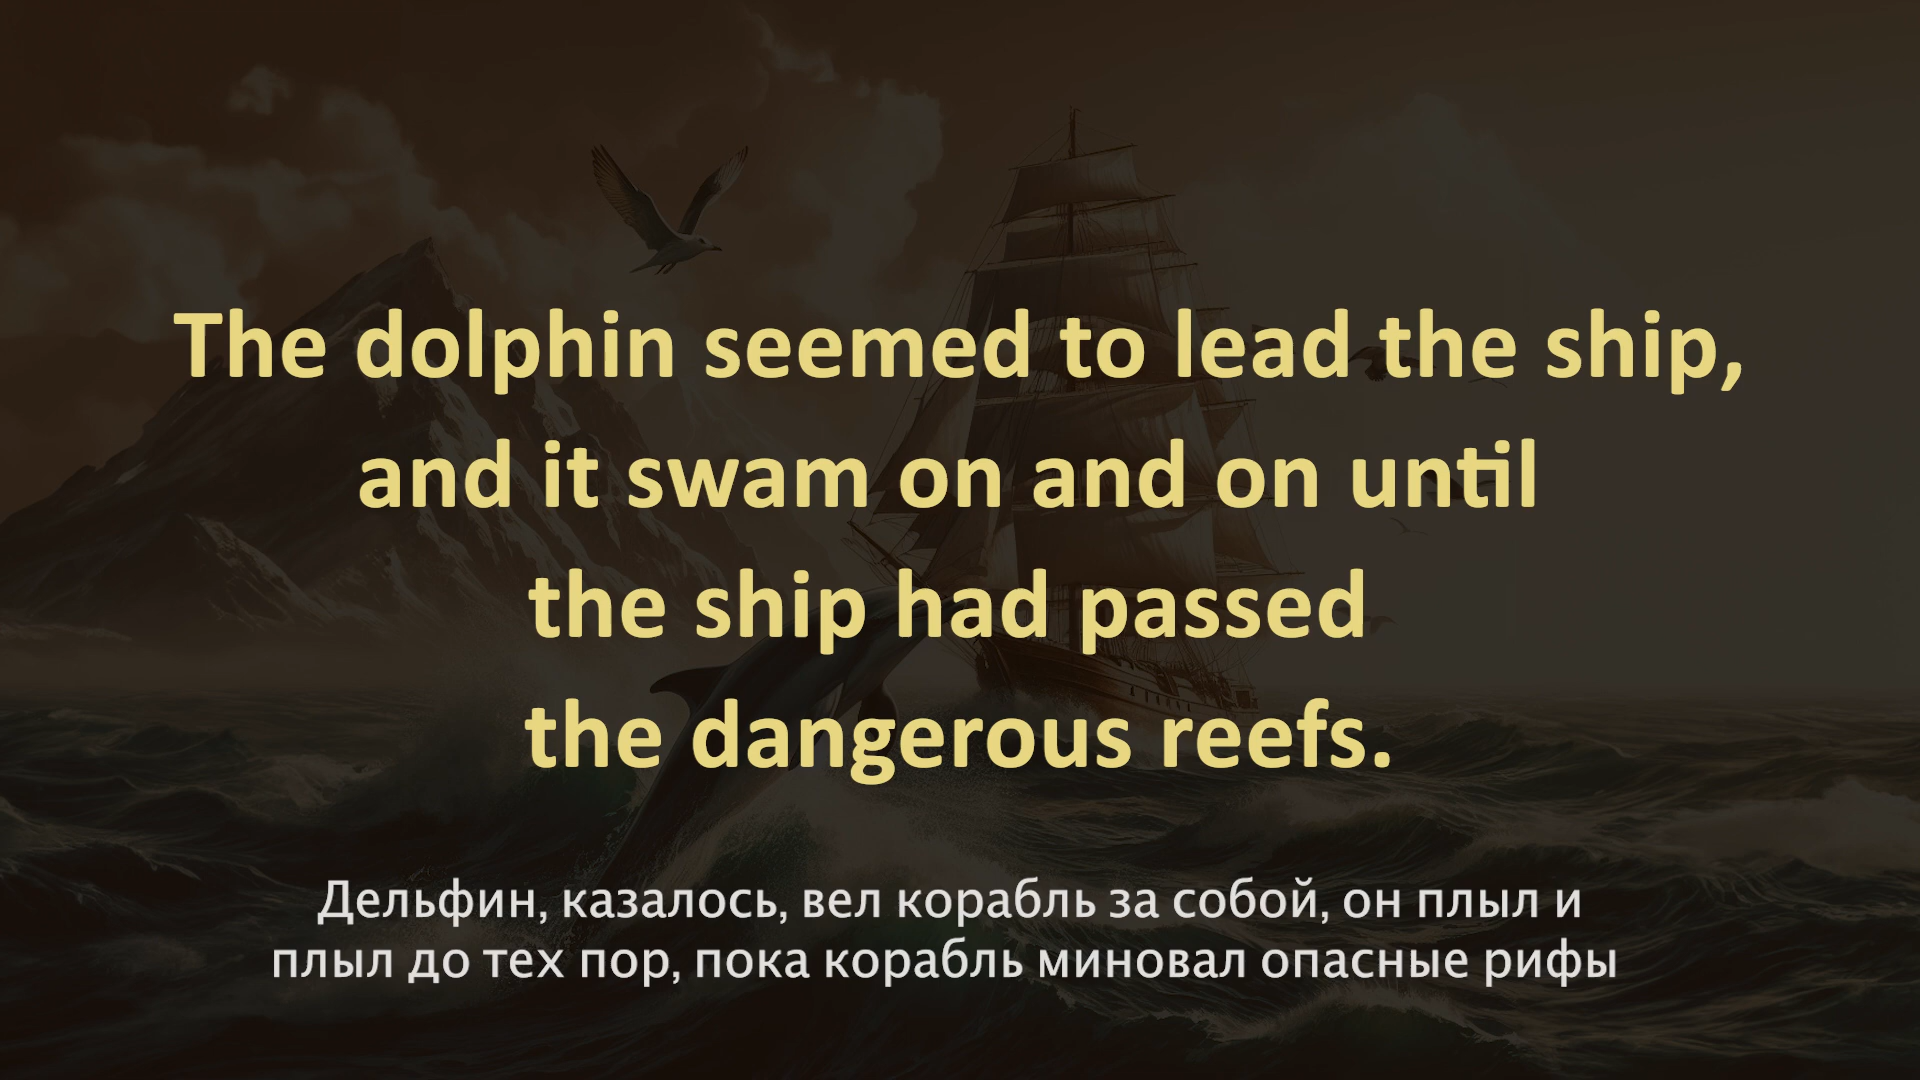 The dolphin seemed to lead the ship,
and it swam on and on until
the ship had passed
the dangerous reefs.
Дельфин, казалось, вел корабль за собой, он плыл и
плыл до тех пор, пока корабль миновал опасные рифы